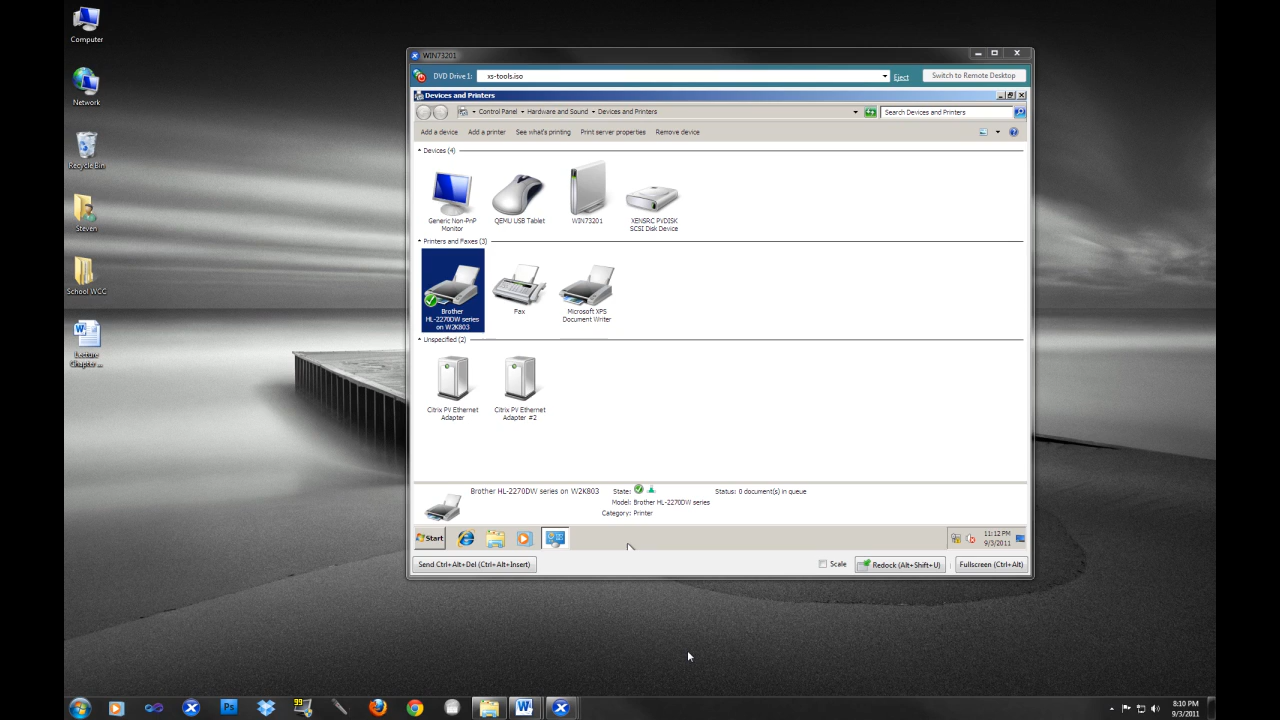 Computer
Network
Recycle Bin
Steven
School WCC
Lecture
Chapter ...
WIN73201
DVD Drive 1: xs-tools.iso Eject Switch to Remote Desktop
Devices and Printers
Control Panel Hardware and Sound Devices and Printers Search Devices and Printers
Add a device Add a printer See what's printing Print server properties Remove device
Devices (4)
Generic Non-PnP
Monitor
QEMU USB Tablet
WIN73201
XENSRC PVDISK
SCSI Disk Device
Printers and Faxes (3)
Brother
HL-2270DW series
on W2K803
Fax
Microsoft XPS
Document Writer
Unspecified (2)
Citrix PV Ethernet
Adapter
Citrix PV Ethernet
Adapter #2
Brother HL-2270DW series on W2K803 State: Status: 0 document(s) in queue
Model: Brother HL-2270DW series
Category: Printer
Start
11:12 PM
9/3/2011
Send Ctrl+Alt+Del (Ctrl+Alt+Insert) Scale Redock (Alt+Shift+U) Fullscreen (Ctrl+Alt)
Ps
99
W
8:10 PM
9/3/2011